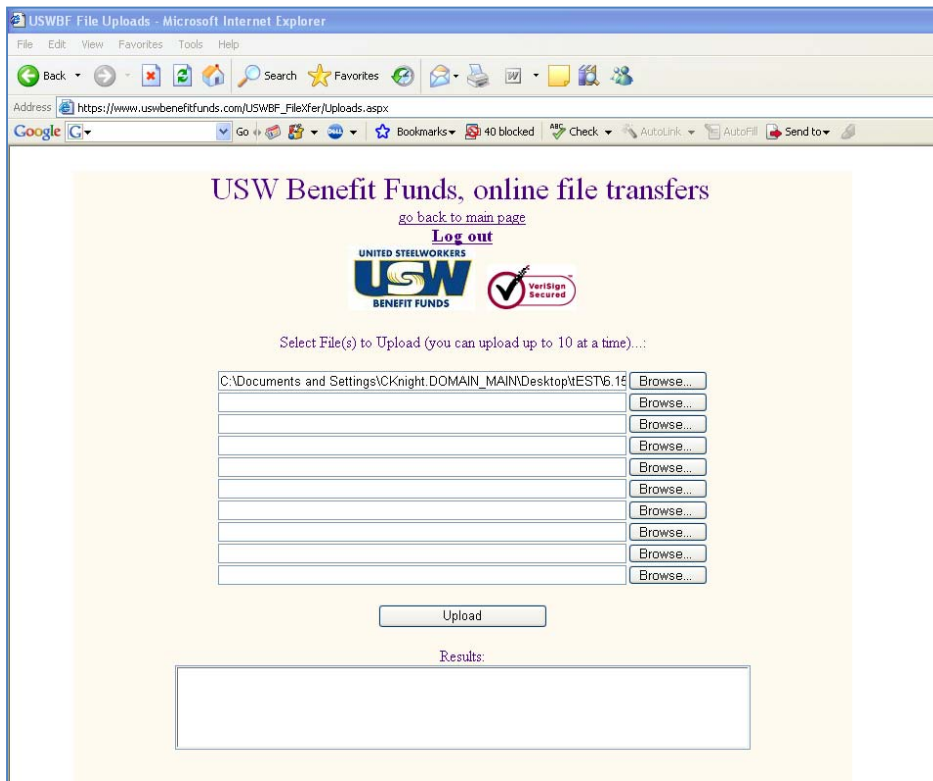 USWBF File Uploads - Microsoft Internet Explorer
File Edit View Favorites Tools Help
Back Search Favorites
Address https://www.uswbenefitfunds.com/USWBF_FileXfer/Uploads.aspx
Google G Go Bookmarks 40 blocked ABC Check AutoLink AutoFill Send to
USW Benefit Funds, online file transfers
go back to main page
Log out
UNITED STEELWORKERS
USW
BENEFIT FUNDS
VeriSign
Secured
Select File(s) to Upload (you can upload up to 10 at a time)...:
C:\Documents and Settings\CKnight.DOMAIN_MAIN\Desktop\tEST\6.15 Browse...
Browse...
Browse...
Browse...
Browse...
Browse...
Browse...
Browse...
Browse...
Browse...
Upload
Results: